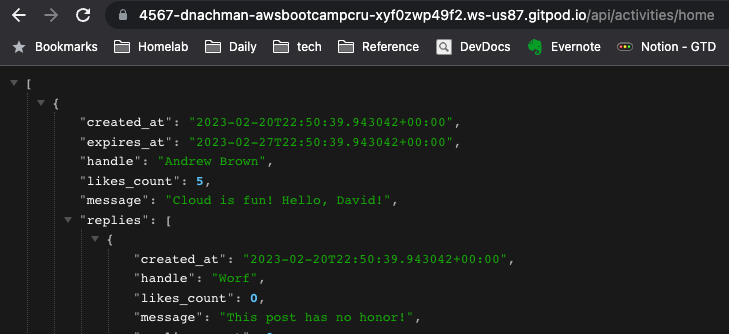 4567-dnachman-awsbootcampcru-xyf0zwp49f2.ws-us87.gitpod.io/api/activities/home
Bookmarks Homelab Daily tech Reference DevDocs Evernote Notion - GTD
[
{
"created_at": "2023-02-20T22:50:39.943042+00:00",
"expires_at": "2023-02-27T22:50:39.943042+00:00",
"handle": "Andrew Brown",
"likes_count": 5,
"message": "Cloud is fun! Hello, David!",
"replies": [
{
"created_at": "2023-02-20T22:50:39.943042+00:00",
"handle": "Worf",
"likes_count": 0,
"message": "This post has no honor!",